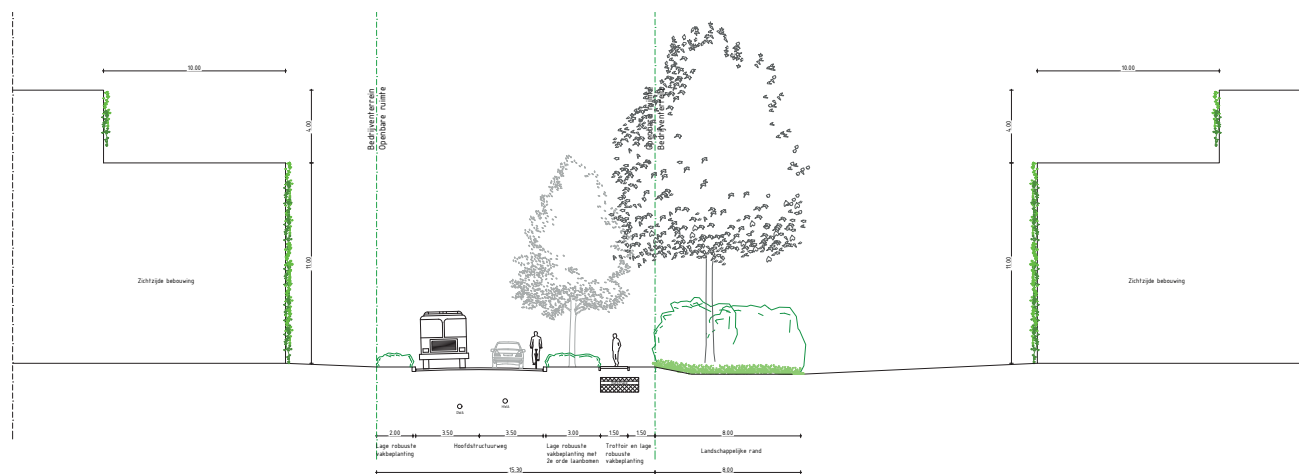 10.00
10.00
4.00
4.00
Bedrijventerrein
Openbare ruimte
Openbare ruimte
Bedrijventerrein
11.00
11.00
Zichtzijde bebouwing
Zichtzijde bebouwing
DWA
HWA
2.00
3.50
3.50
3.00
1.50
1.50
8.00
Lage robuuste
vakbeplanting
Hoofdstructuurweg
Lage robuuste
vakbeplanting met
2e orde laanbomen
Trottoir en lage
robuuste
vakbeplanting
Landschappelijke rand
15.30
8.00